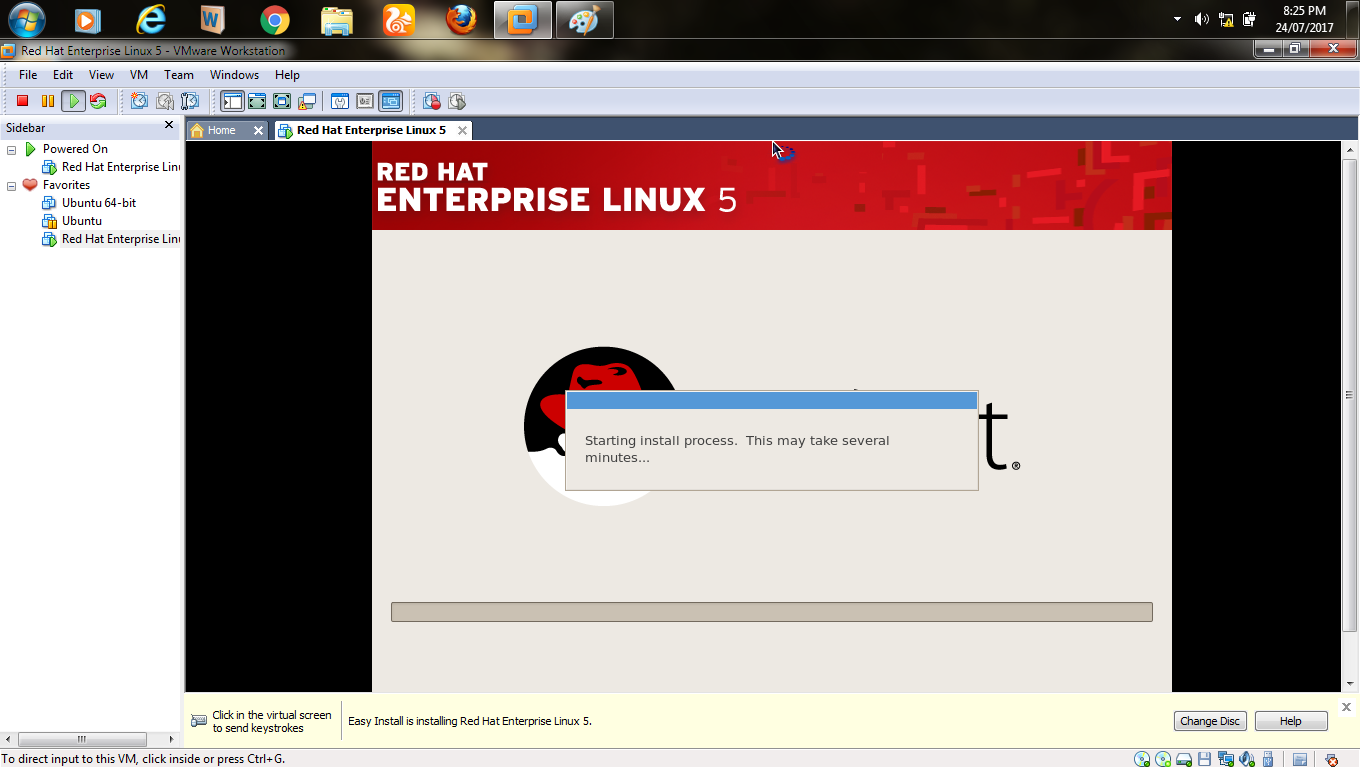 8:25 PM
24/07/2017
Red Hat Enterprise Linux 5 - VMware Workstation
File Edit View VM Team Windows Help
Sidebar
Home
Red Hat Enterprise Linux 5
Powered On
Red Hat Enterprise Linu
Favorites
Ubuntu 64-bit
Ubuntu
Red Hat Enterprise Linu
RED HAT
ENTERPRISE LINUX 5
t®
Starting install process. This may take several
minutes...
Click in the virtual screen
to send keystrokes
Easy Install is installing Red Hat Enterprise Linux 5.
Change Disc
Help
To direct input to this VM, click inside or press Ctrl+G.